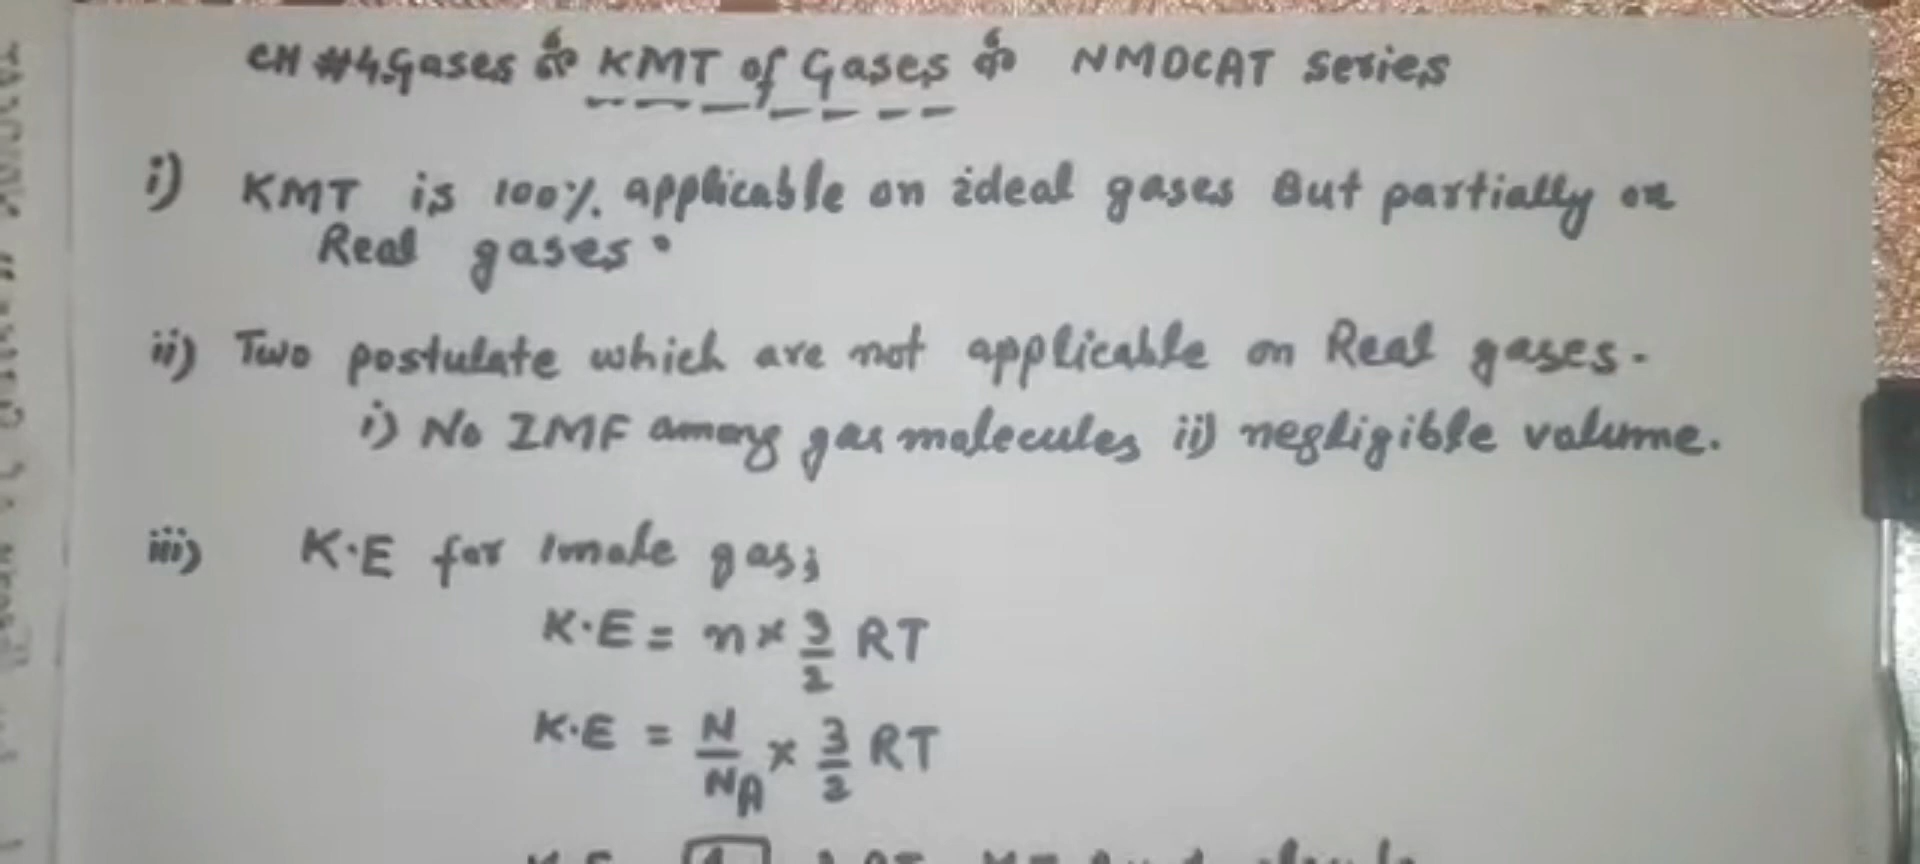 CH #4 Gases KMT of Gases NMDCAT Series
i) KMT is 100% applicable on ideal gases But partially on
Real gases.
ii) Two postulate which are not applicable on Real gases.
i) No IMF among gas molecules ii) negligible volume.
iii) K.E for 1mole gas;
K.E = n × 3/2 RT
K.E = N/NA × 3/2 RT